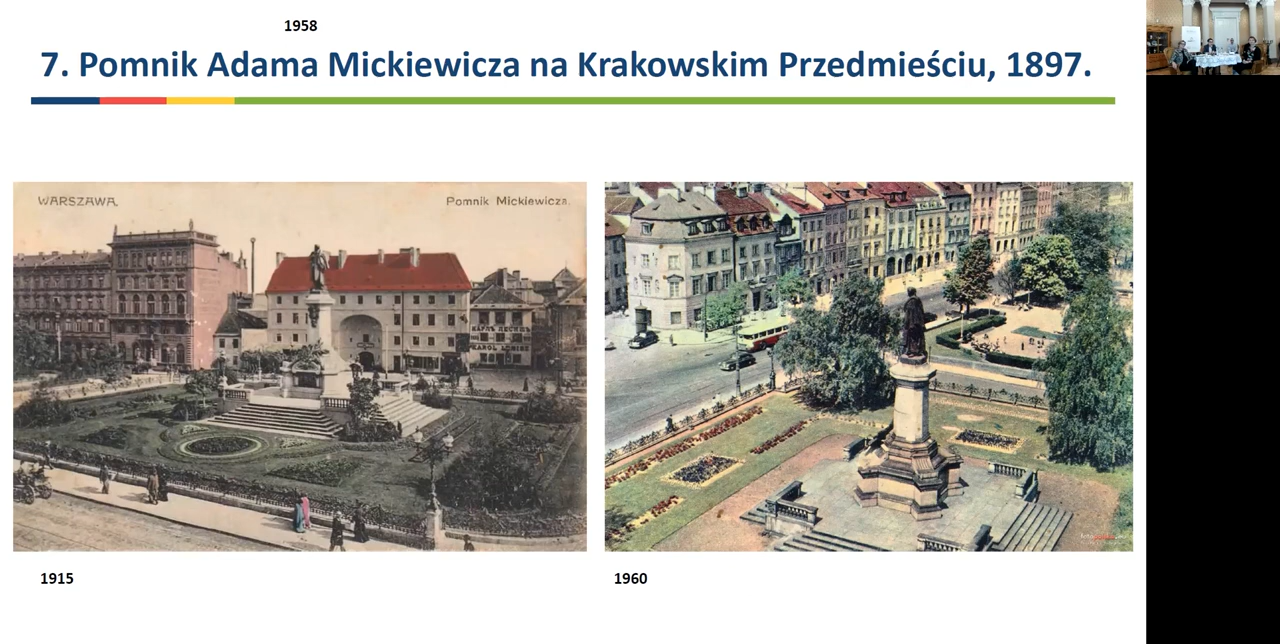 1958
7. Pomnik Adama Mickiewicza na Krakowskim Przedmieściu, 1897.
WARSZAWA.
Pomnik Mickiewicza.
1915
1960